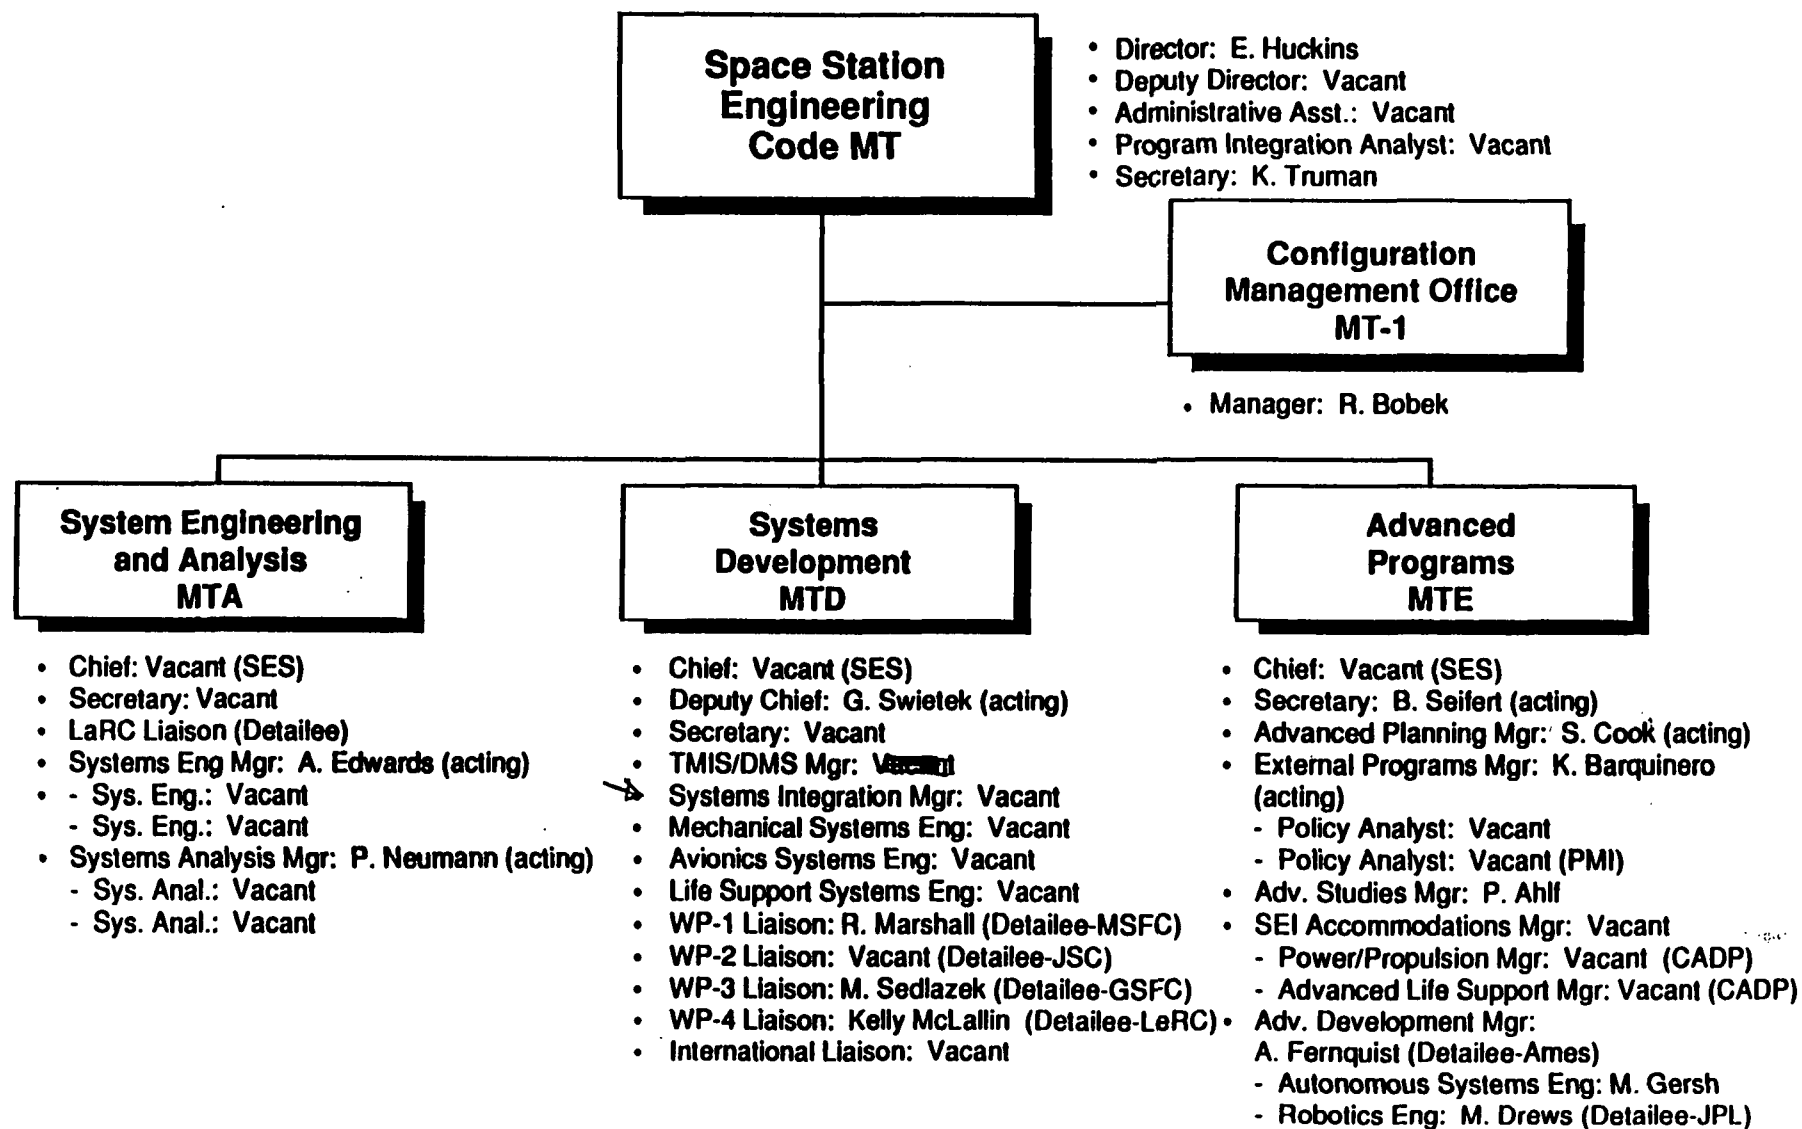 Space Station
Engineering
Code MT
• Director: E. Huckins
• Deputy Director: Vacant
• Administrative Asst.: Vacant
• Program Integration Analyst: Vacant
• Secretary: K. Truman
Configuration
Management Office
MT-1
• Manager: R. Bobek
System Engineering
and Analysis
MTA
• Chief: Vacant (SES)
• Secretary: Vacant
• LaRC Liaison (Detailee)
• Systems Eng Mgr: A. Edwards (acting)
• - Sys. Eng.: Vacant
- Sys. Eng.: Vacant
• Systems Analysis Mgr: P. Neumann (acting)
- Sys. Anal.: Vacant
- Sys. Anal.: Vacant
Systems
Development
MTD
• Chief: Vacant (SES)
• Deputy Chief: G. Swietek (acting)
• Secretary: Vacant
• TMIS/DMS Mgr:
Systems Integration Mgr: Vacant
• Mechanical Systems Eng: Vacant
• Avionics Systems Eng: Vacant
• Life Support Systems Eng: Vacant
• WP-1 Liaison: R. Marshall (Detailee-MSFC)
• WP-2 Liaison: Vacant (Detailee-JSC)
• WP-3 Liaison: M. Sedlazek (Detailee-GSFC)
• WP-4 Liaison: Kelly McLallin (Detailee-LeRC)
• International Liaison: Vacant
Advanced
Programs
MTE
• Chief: Vacant (SES)
• Secretary: B. Seifert (acting)
• Advanced Planning Mgr: S. Cook (acting)
• External Programs Mgr: K. Barquinero
(acting)
- Policy Analyst: Vacant
- Policy Analyst: Vacant (PMI)
• Adv. Studies Mgr: P. Ahlf
• SEI Accommodations Mgr: Vacant
- Power/Propulsion Mgr: Vacant (CADP)
- Advanced Life Support Mgr: Vacant (CADP)
• Adv. Development Mgr:
A. Fernquist (Detailee-Ames)
- Autonomous Systems Eng: M. Gersh
- Robotics Eng: M. Drews (Detailee-JPL)